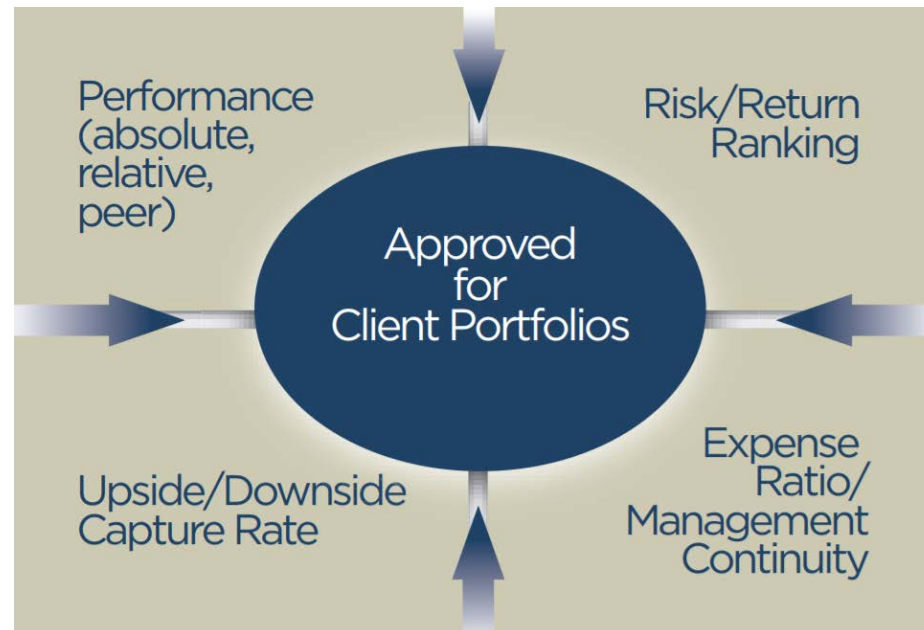 Performance
(absolute,
relative,
peer)
Risk/Return
Ranking
Approved
for
Client Portfolios
Upside/Downside
Capture Rate
Expense
Ratio/
Management
Continuity